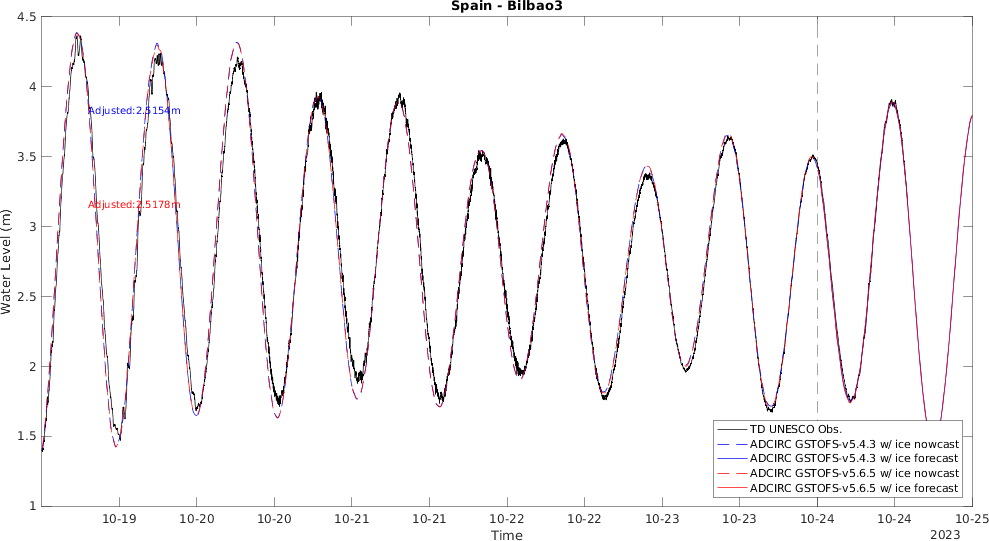 Spain - Bilbao3
4.5
4
3.5
3
2.5
2
1.5
1
Water Level (m)
Adjusted:2.5154m
Adjusted:2.5178m
TD UNESCO Obs.
ADCIRC GSTOFS-v5.4.3 w/ ice nowcast
ADCIRC GSTOFS-v5.4.3 w/ ice forecast
ADCIRC GSTOFS-v5.6.5 w/ ice nowcast
ADCIRC GSTOFS-v5.6.5 w/ ice forecast
10-19 10-20 10-20 10-21 10-21 10-22 10-22 10-23 10-23 10-24 10-24 10-25
Time
2023